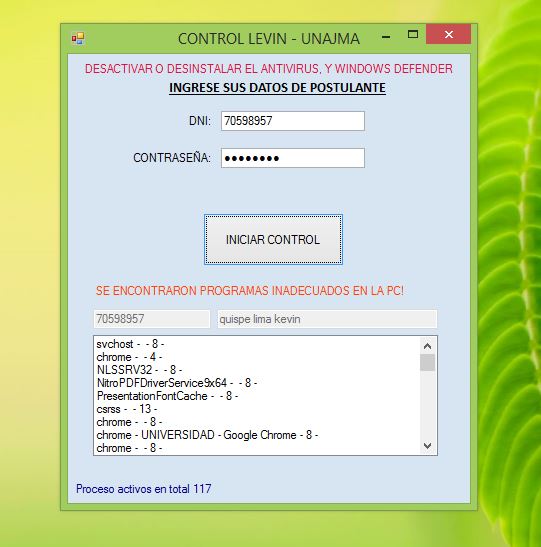 CONTROL LEVIN - UNAJMA
DESACTIVAR O DESINSTALAR EL ANTIVIRUS, Y WINDOWS DEFENDER
INGRESE SUS DATOS DE POSTULANTE
DNI: 70598957
CONTRASEÑA: ●●●●●●●●
INICIAR CONTROL
SE ENCONTRARON PROGRAMAS INADECUADOS EN LA PC!
70598957 quispe lima kevin
svchost - - 8 -
chrome - - 4 -
NLSSRV32 - - 8 -
NitroPDFDriverService9x64 - - 8 -
PresentationFontCache - - 8 -
csrss - - 13 -
chrome - - 8 -
chrome - UNIVERSIDAD - Google Chrome - 8 -
chrome - - 8 -
Proceso activos en total 117